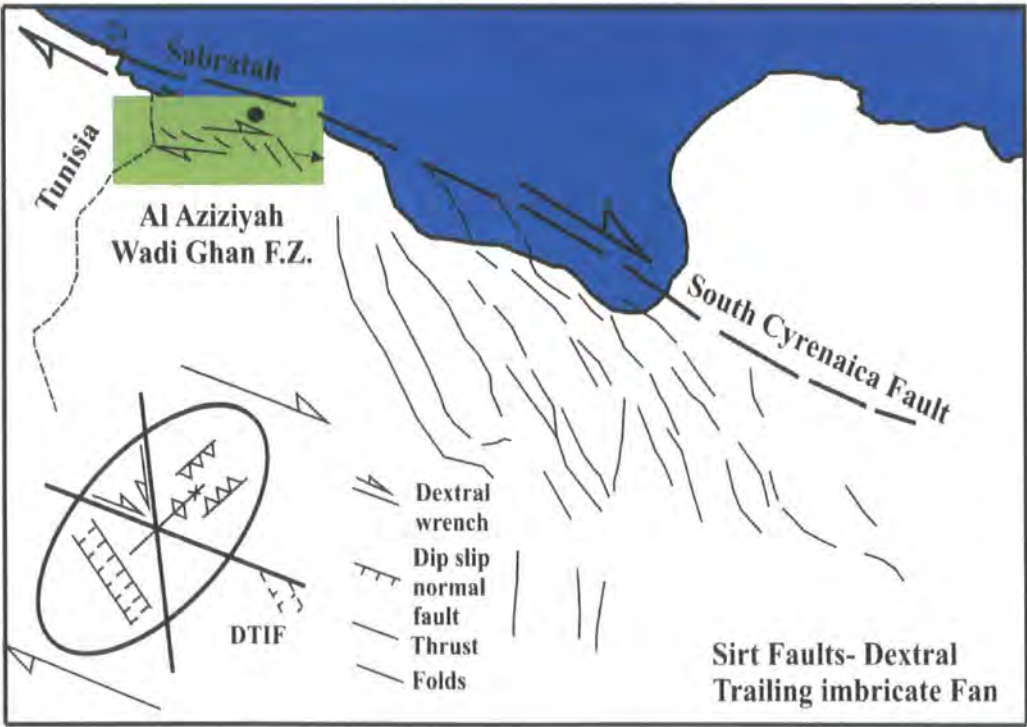 Sabratah
Tunisia
Al Aziziyah
Wadi Ghan F.Z.
South Cyrenaica Fault
Dextral
wrench
Dip slip
normal
fault
Thrust
Folds
DTIF
Sirt Faults- Dextral
Trailing imbricate Fan